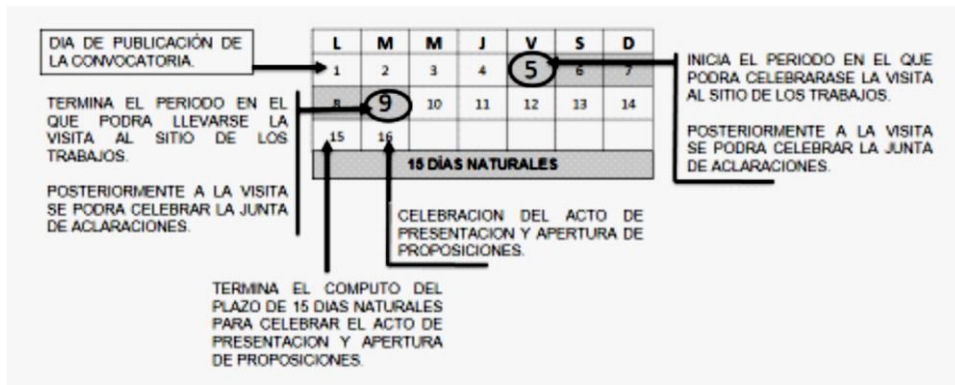 DIA DE PUBLICACIÓN DE
LA CONVOCATORIA.
TERMINA EL PERIODO EN EL
QUE PODRA LLEVARSE LA
VISITA AL SITIO DE LOS
TRABAJOS.
POSTERIORMENTE A LA VISITA
SE PODRA CELEBRAR LA JUNTA
DE ACLARACIONES.
L M M J V S D
1 2 3 4 5 6 7
8 9 10 11 12 13 14
15 16
15 DÍAS NATURALES
INICIA EL PERIODO EN EL QUE
PODRA CELEBRARASE LA VISITA
AL SITIO DE LOS TRABAJOS.
POSTERIORMENTE A LA VISITA
SE PODRA CELEBRAR LA JUNTA
DE ACLARACIONES.
CELEBRACION DEL ACTO DE
PRESENTACION Y APERTURA DE
PROPOSICIONES.
TERMINA EL COMPUTO DEL
PLAZO DE 15 DIAS NATURALES
PARA CELEBRAR EL ACTO DE
PRESENTACION Y APERTURA
DE PROPOSICIONES.